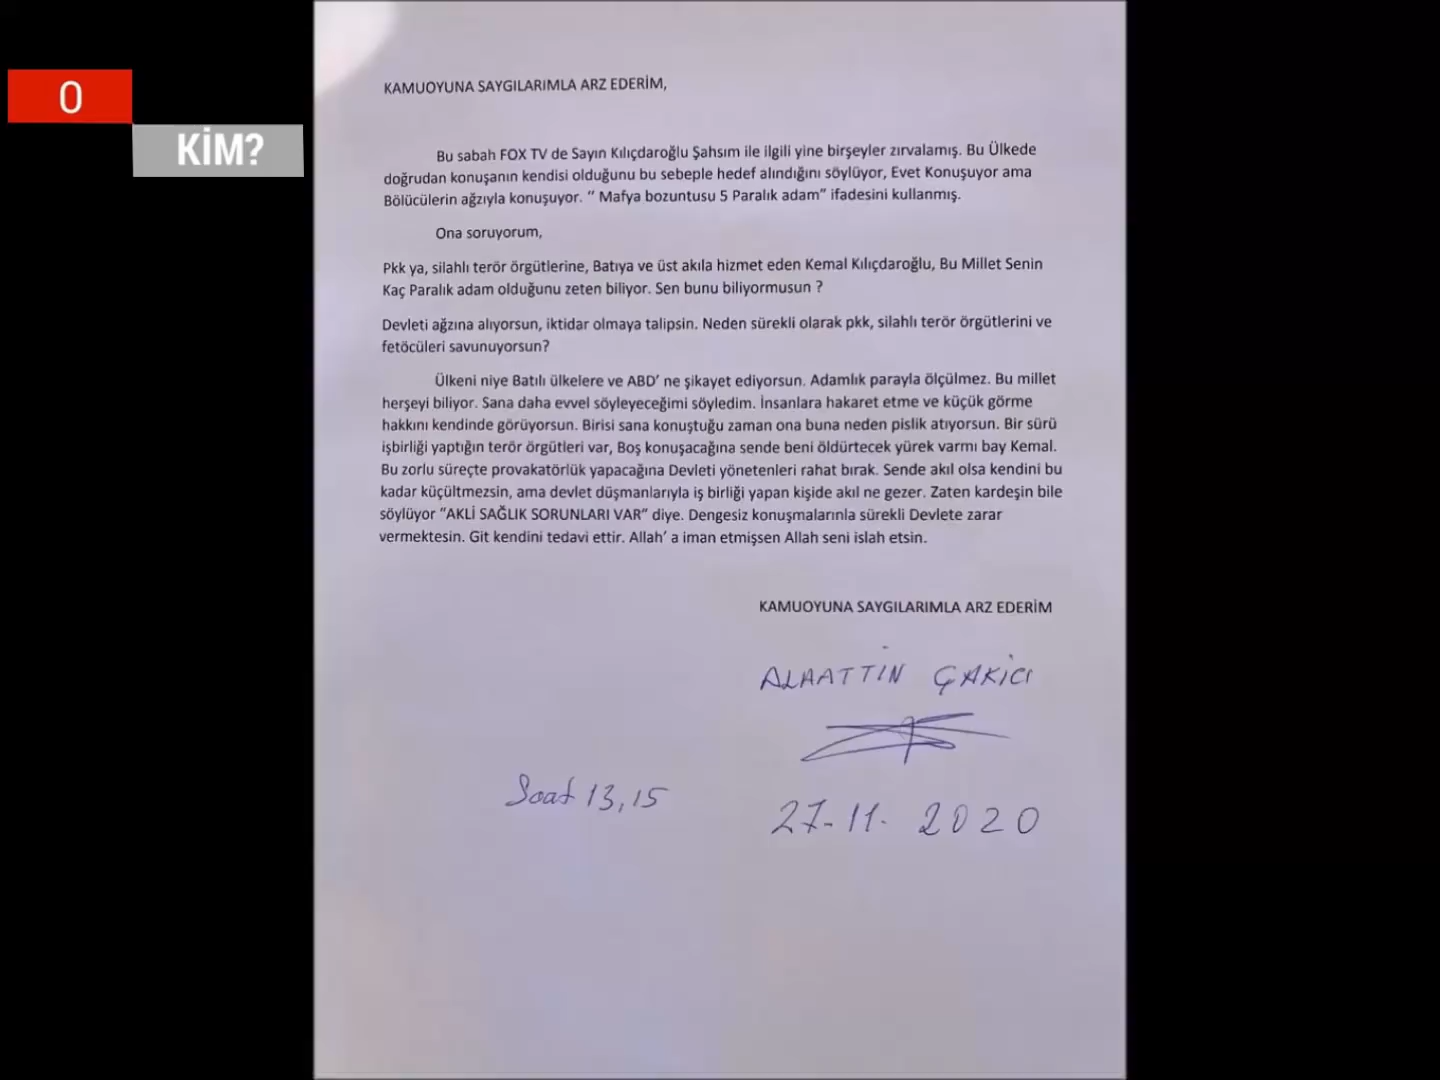 0
KİM?
KAMUOYUNA SAYGILARIMLA ARZ EDERİM,
Bu sabah FOX TV de Sayın Kılıçdaroğlu Şahsım ile ilgili yine birşeyler zırvalamış. Bu Ülkede
doğrudan konuşanın kendisi olduğunu bu sebeple hedef alındığını söylüyor, Evet Konuşuyor ama
Bölücülerin ağzıyla konuşuyor. “ Mafya bozuntusu 5 Paralık adam” ifadesini kullanmış.
Ona soruyorum,
Pkk ya, silahlı terör örgütlerine, Batıya ve üst akıla hizmet eden Kemal Kılıçdaroğlu, Bu Millet Senin
Kaç Paralık adam olduğunu zeten biliyor. Sen bunu biliyormusun ?
Devleti ağzına alıyorsun, iktidar olmaya talipsin. Neden sürekli olarak pkk, silahlı terör örgütlerini ve
fetöcüleri savunuyorsun?
Ülkeni niye Batılı ülkelere ve ABD’ ne şikayet ediyorsun. Adamlık parayla ölçülmez. Bu millet
herşeyi biliyor. Sana daha evvel söyleyeceğimi söyledim. İnsanlara hakaret etme ve küçük görme
hakkını kendinde görüyorsun. Birisi sana konuştuğu zaman ona buna neden pislik atıyorsun. Bir sürü
işbirliği yaptığın terör örgütleri var, Boş konuşacağına sende beni öldürtecek yürek varmı bay Kemal.
Bu zorlu süreçte provakatörlük yapacağına Devleti yönetenleri rahat bırak. Sende akıl olsa kendini bu
kadar küçültmezsin, ama devlet düşmanlarıyla iş birliği yapan kişide akıl ne gezer. Zaten kardeşin bile
söylüyor “AKLİ SAĞLIK SORUNLARI VAR” diye. Dengesiz konuşmalarınla sürekli Devlete zarar
vermektesin. Git kendini tedavi ettir. Allah’ a iman etmişsen Allah seni islah etsin.
KAMUOYUNA SAYGILARIMLA ARZ EDERİM
ALAATTİN ÇAKICI
Saat 13,15
27-11-2020